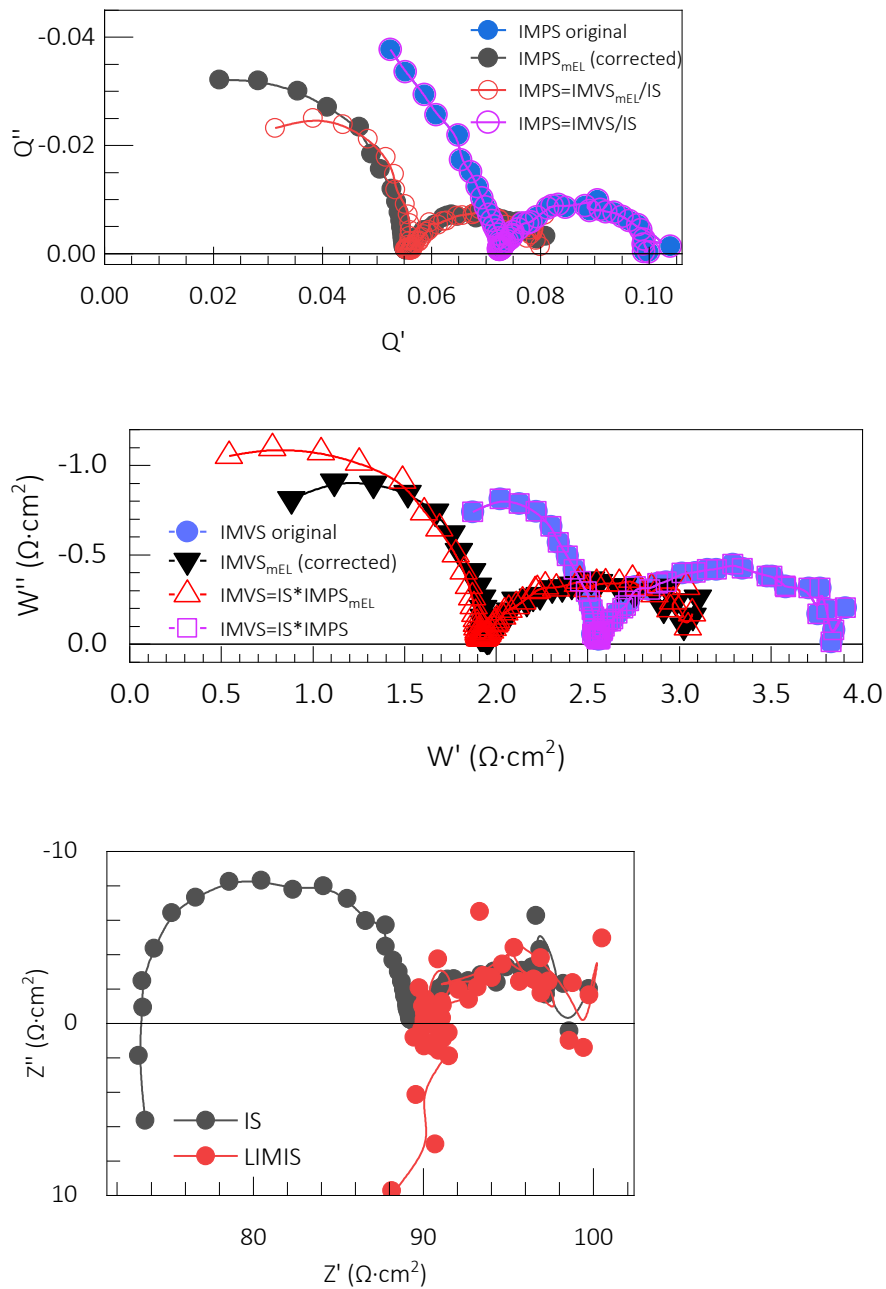 -0.04
-0.02
0.00
Q''
IMPS original
IMPSmEL (corrected)
IMPS=IMVSmEL/IS
IMPS=IMVS/IS
0.00 0.02 0.04 0.06 0.08 0.10
Q'
-1.0
-0.5
0.0
W'' (Ω·cm2)
IMVS original
IMVSmEL (corrected)
IMVS=IS*IMPSmEL
IMVS=IS*IMPS
0.0 0.5 1.0 1.5 2.0 2.5 3.0 3.5 4.0
W' (Ω·cm2)
-10
0
10
Z'' (Ω·cm2)
IS
LIMIS
80 90 100
Z' (Ω·cm2)